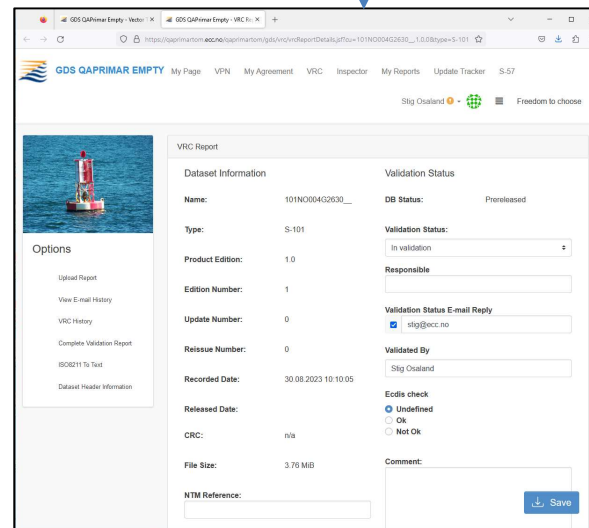 GDS QAPrimar Empty - Vector
GDS QAPrimar Empty - VRC Re
https://qaprimartom.ecc.no/qaprimartom/gds/vrc/vrcReportDetails.jsf?cu=101NO004G2630__.1.0.0&type=S-101
GDS QAPRIMAR EMPTY My Page VPN My Agreement VRC Inspector My Reports Update Tracker S-57
Stig Osaland Freedom to choose
VRC Report
Dataset Information Validation Status
Name: 101NO004G2630__ DB Status: Prereleased
Type: S-101 Validation Status:
In validation
Options
Product Edition: 1.0
Responsible
Upload Report
Edition Number: 1
View E-mail History
Validation Status E-mail Reply
VRC History
Update Number: 0 stig@ecc.no
Complete Validation Report
Reissue Number: 0 Validated By
ISO8211 To Text
Stig Osaland
Dataset Header Information
Recorded Date: 30.08.2023 10:10:05
Ecdis check
Released Date: Undefined
Ok
CRC: n/a Not Ok
File Size: 3.76 MiB Comment:
NTM Reference:
Save